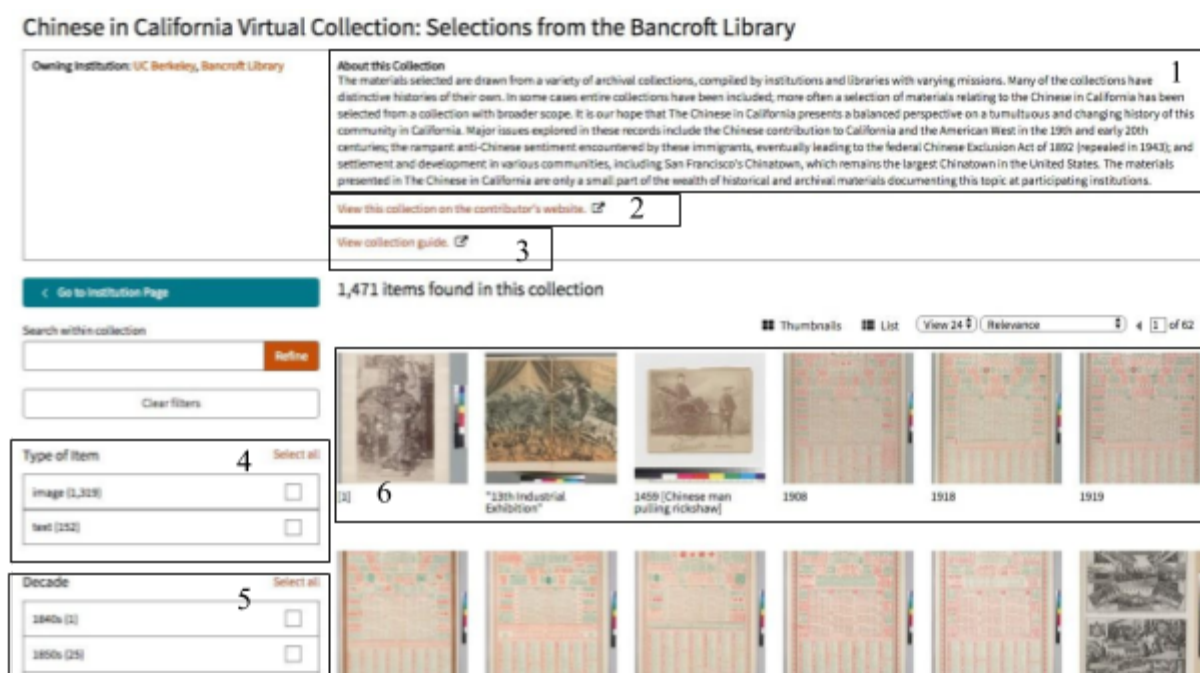 Chinese in California Virtual Collection: Selections from the Bancroft Library
Owning Institution: UC Berkeley, Bancroft Library
About this Collection
1
The materials selected are drawn from a variety of archival collections, compiled by institutions and libraries with varying missions. Many of the collections have
distinctive histories of their own. In some cases entire collections have been included; more often a selection of materials relating to the Chinese in California has been
selected from a collection with broader scope. It is our hope that The Chinese in California presents a balanced perspective on a tumultuous and changing history of this
community in California. Major issues explored in these records include the Chinese contribution to California and the American West in the 19th and early 20th
centuries; the rampant anti-Chinese sentiment encountered by these immigrants, eventually leading to the federal Chinese Exclusion Act of 1892 (repealed in 1943); and
settlement and development in various communities, including San Francisco's Chinatown, which remains the largest Chinatown in the United States. The materials
presented in The Chinese in California are only a small part of the wealth of historical and archival materials documenting this topic at participating institutions.
View this collection on the contributor's website.
2
View collection guide.
3
Go to Institution Page
1,471 items found in this collection
Search within collection
Thumbnails List View 24 Relevance 1 of 62
Refine
Clear filters
Type of Item
4
Select all
image (1,319)
text (152)
[1]
6
"13th Industrial
Exhibition"
1459 [Chinese man
pulling rickshaw]
1908
1918
1919
Decade
5
Select all
1840s (1)
1850s (25)